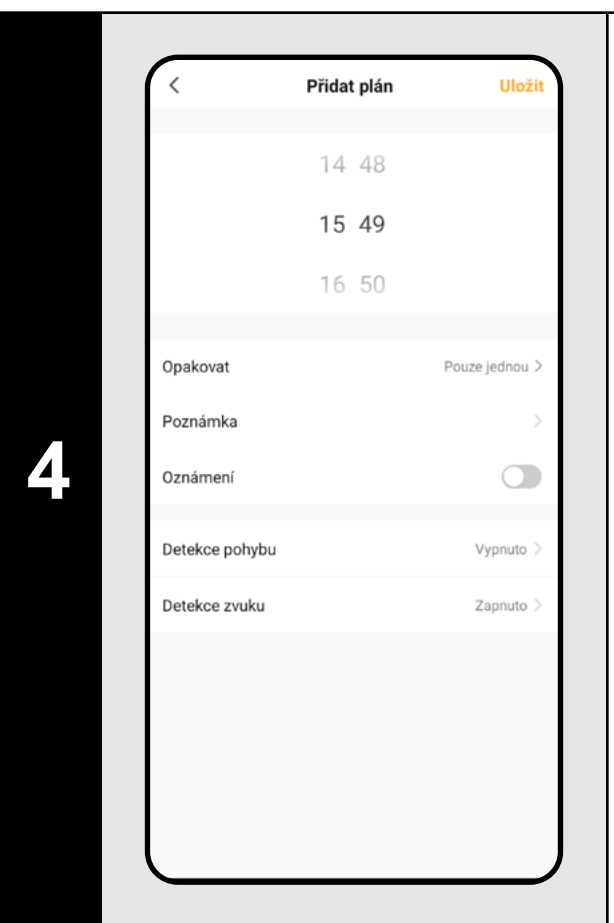 4
Přidat plán Uložit
14 48
15 49
16 50
Opakovat Pouze jednou
Poznámka
Oznámení
Detekce pohybu Vypnuto
Detekce zvuku Zapnuto